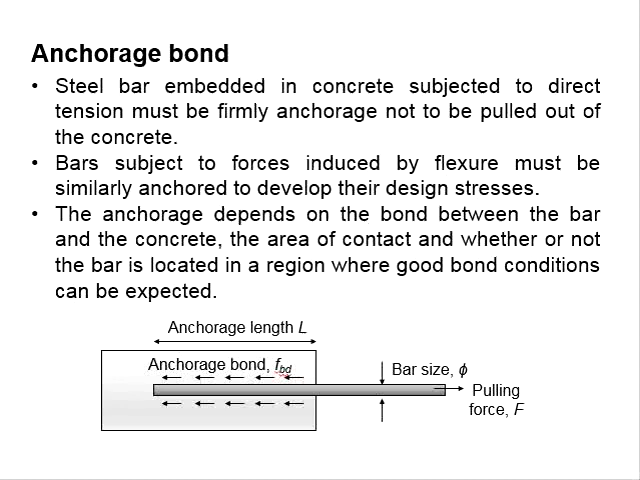 Anchorage bond
• Steel bar embedded in concrete subjected to direct
tension must be firmly anchorage not to be pulled out of
the concrete.
• Bars subject to forces induced by flexure must be
similarly anchored to develop their design stresses.
• The anchorage depends on the bond between the bar
and the concrete, the area of contact and whether or not
the bar is located in a region where good bond conditions
can be expected.
Anchorage length L
Anchorage bond, fbd
Bar size, ϕ
Pulling
force, F